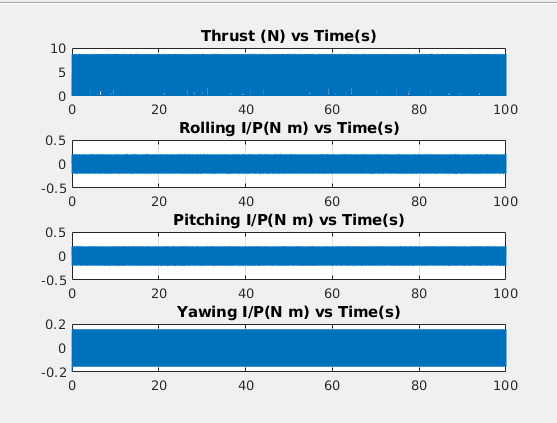 Thrust (N) vs Time(s)
10
5
0
0 20 40 60 80 100
Rolling I/P(N m) vs Time(s)
0.5
0
-0.5
0 20 40 60 80 100
Pitching I/P(N m) vs Time(s)
0.5
0
-0.5
0 20 40 60 80 100
Yawing I/P(N m) vs Time(s)
0.2
0
-0.2
0 20 40 60 80 100